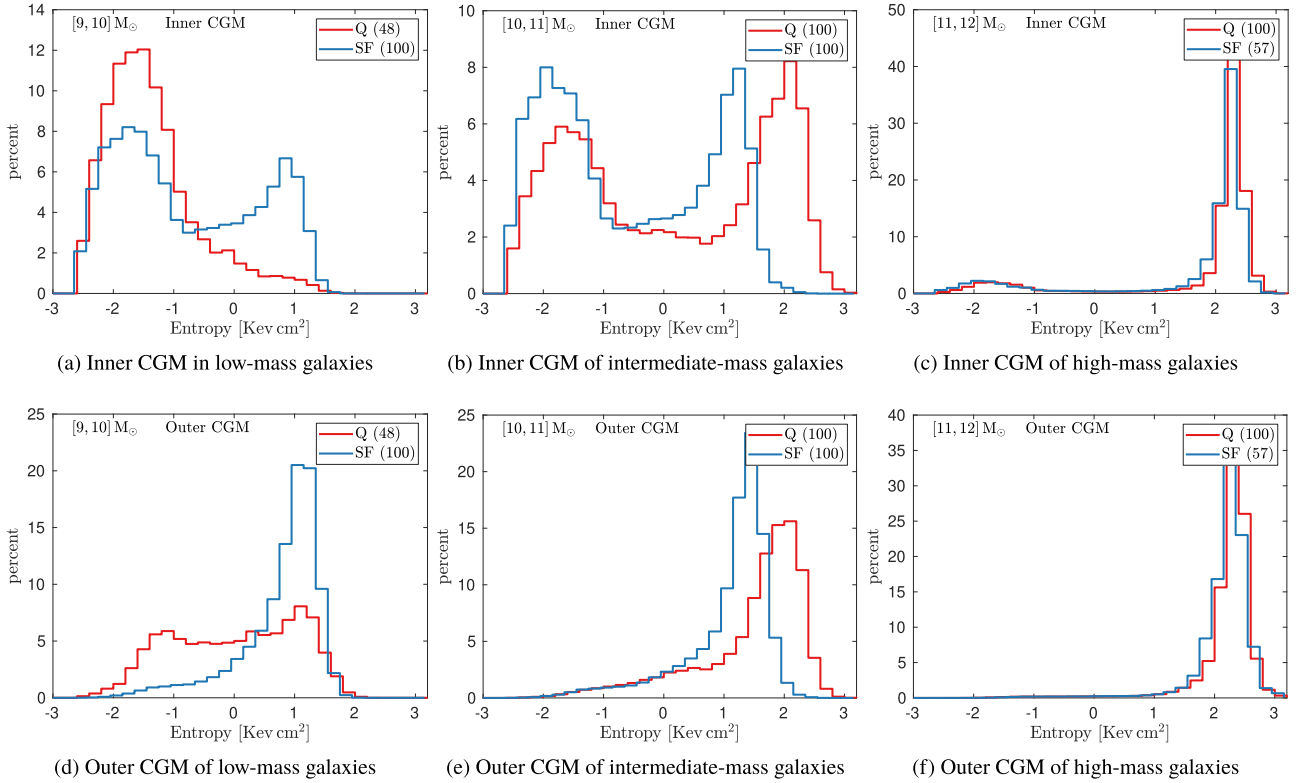 [9, 10] M⊙ Inner CGM
Q (48)
SF (100)
14
12
10
8
6
4
2
0
percent
-3 -2 -1 0 1 2 3
Entropy [Kev cm²]
(a) Inner CGM in low-mass galaxies
[10, 11] M⊙ Inner CGM
Q (100)
SF (100)
10
8
6
4
2
0
percent
-3 -2 -1 0 1 2 3
Entropy [Kev cm²]
(b) Inner CGM of intermediate-mass galaxies
[11, 12] M⊙ Inner CGM
Q (100)
SF (57)
50
40
30
20
10
0
percent
-3 -2 -1 0 1 2 3
Entropy [Kev cm²]
(c) Inner CGM of high-mass galaxies
[9, 10] M⊙ Outer CGM
Q (48)
SF (100)
25
20
15
10
5
0
percent
-3 -2 -1 0 1 2 3
Entropy [Kev cm²]
(d) Outer CGM of low-mass galaxies
[10, 11] M⊙ Outer CGM
Q (100)
SF (100)
25
20
15
10
5
0
percent
-3 -2 -1 0 1 2 3
Entropy [Kev cm²]
(e) Outer CGM of intermediate-mass galaxies
[11, 12] M⊙ Outer CGM
Q (100)
SF (57)
40
35
30
25
20
15
10
5
0
percent
-3 -2 -1 0 1 2 3
Entropy [Kev cm²]
(f) Outer CGM of high-mass galaxies